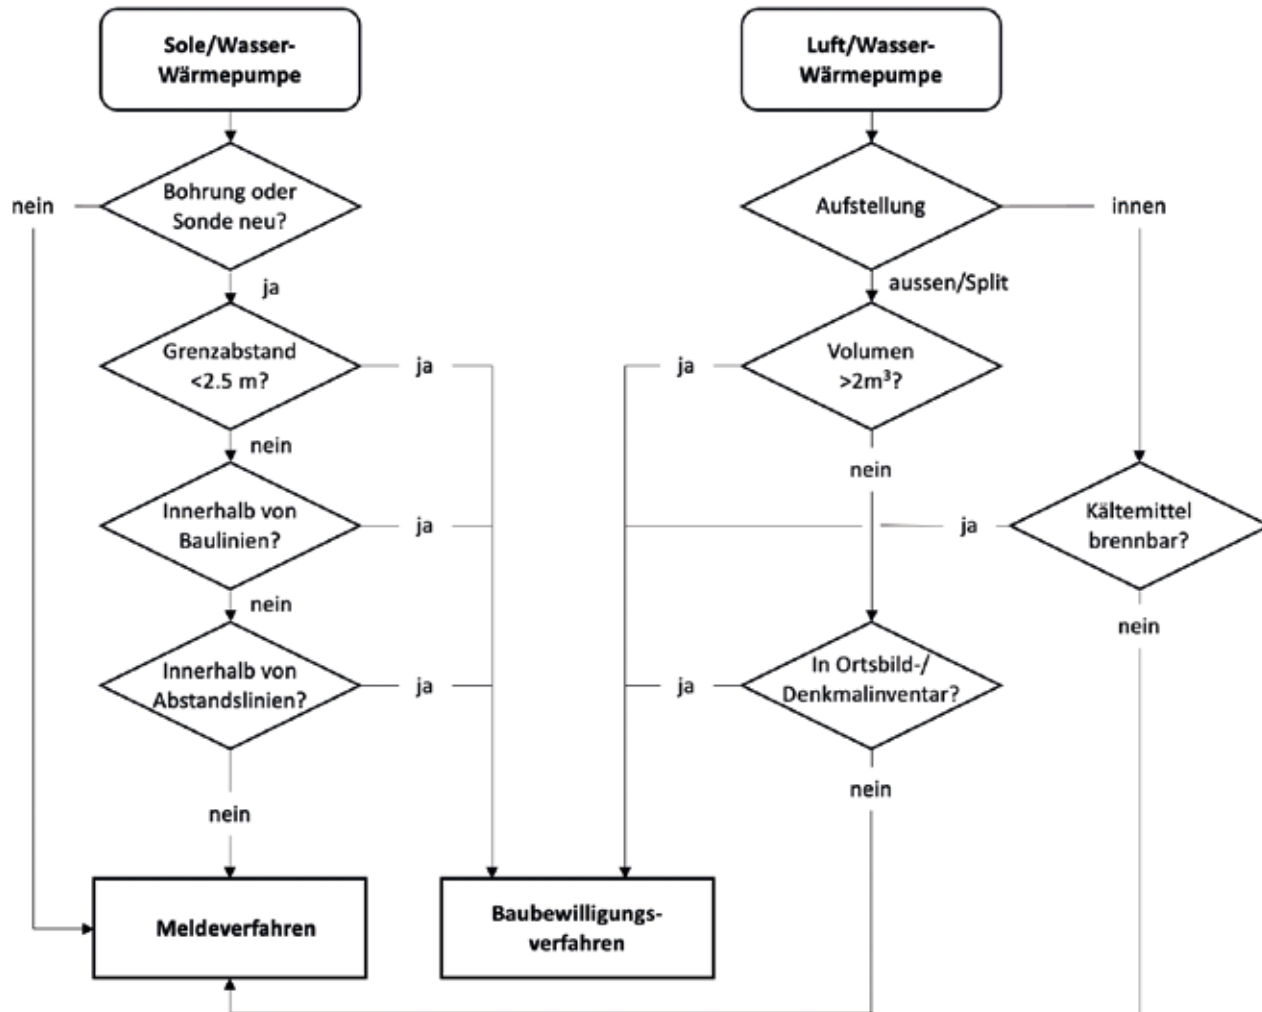 Sole/Wasser-
Wärmepumpe
Luft/Wasser-
Wärmepumpe
nein
Bohrung oder
Sonde neu?
Aufstellung
innen
ja
aussen/Split
Grenzabstand
<2.5 m?
ja
ja
Volumen
>2m³?
nein
nein
Innerhalb von
Baulinien?
ja
ja
Kältemittel
brennbar?
nein
nein
Innerhalb von
Abstandslinien?
ja
ja
In Ortsbild-/
Denkmalinventar?
nein
nein
Meldeverfahren
Baubewilligungs-
verfahren